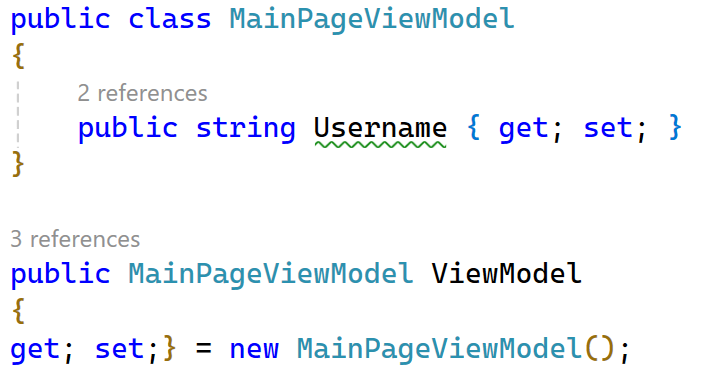 public class MainPageViewModel
{
2 references
public string Username { get; set; }
}
3 references
public MainPageViewModel ViewModel
{
get; set;} = new MainPageViewModel();